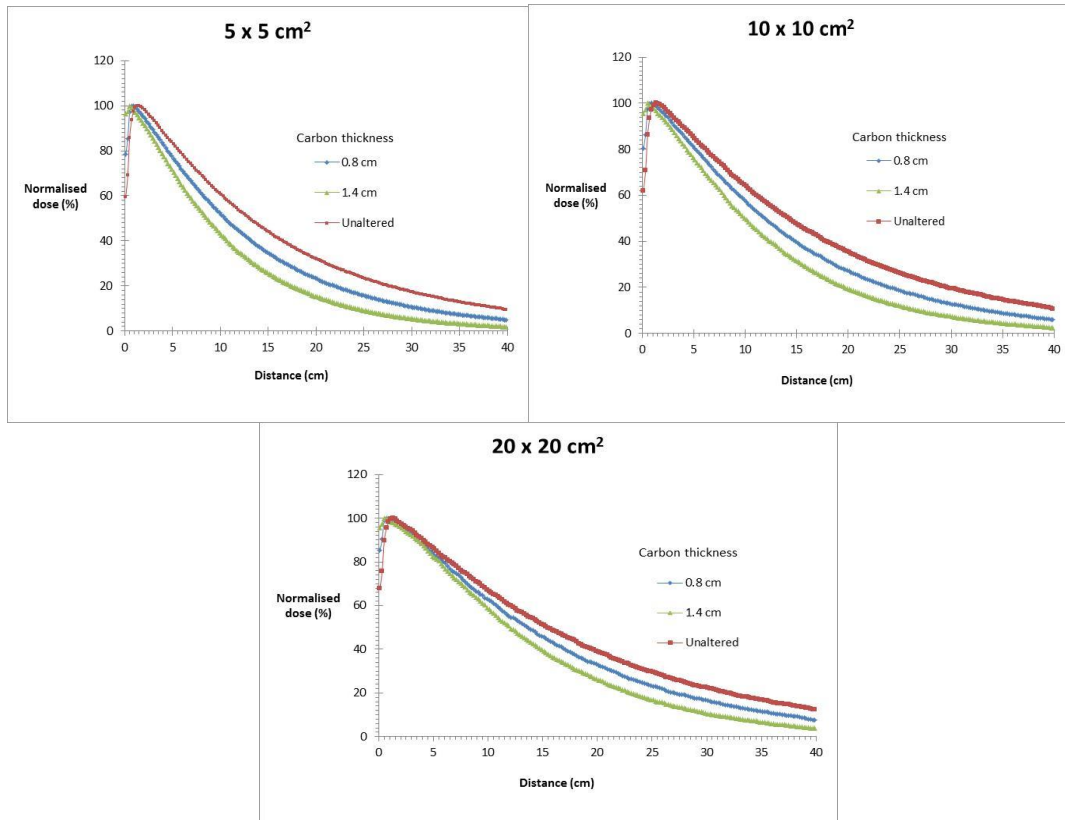 5 x 5 cm²
120
100
80
60
40
20
0
Normalised
dose (%)
Carbon thickness
0.8 cm
1.4 cm
Unaltered
0 5 10 15 20 25 30 35 40
Distance (cm)
10 x 10 cm²
120
100
80
60
40
20
0
Normalised
dose (%)
Carbon thickness
0.8 cm
1.4 cm
Unaltered
0 5 10 15 20 25 30 35 40
Distance (cm)
20 x 20 cm²
120
100
80
60
40
20
0
Normalised
dose (%)
Carbon thickness
0.8 cm
1.4 cm
Unaltered
0 5 10 15 20 25 30 35 40
Distance (cm)